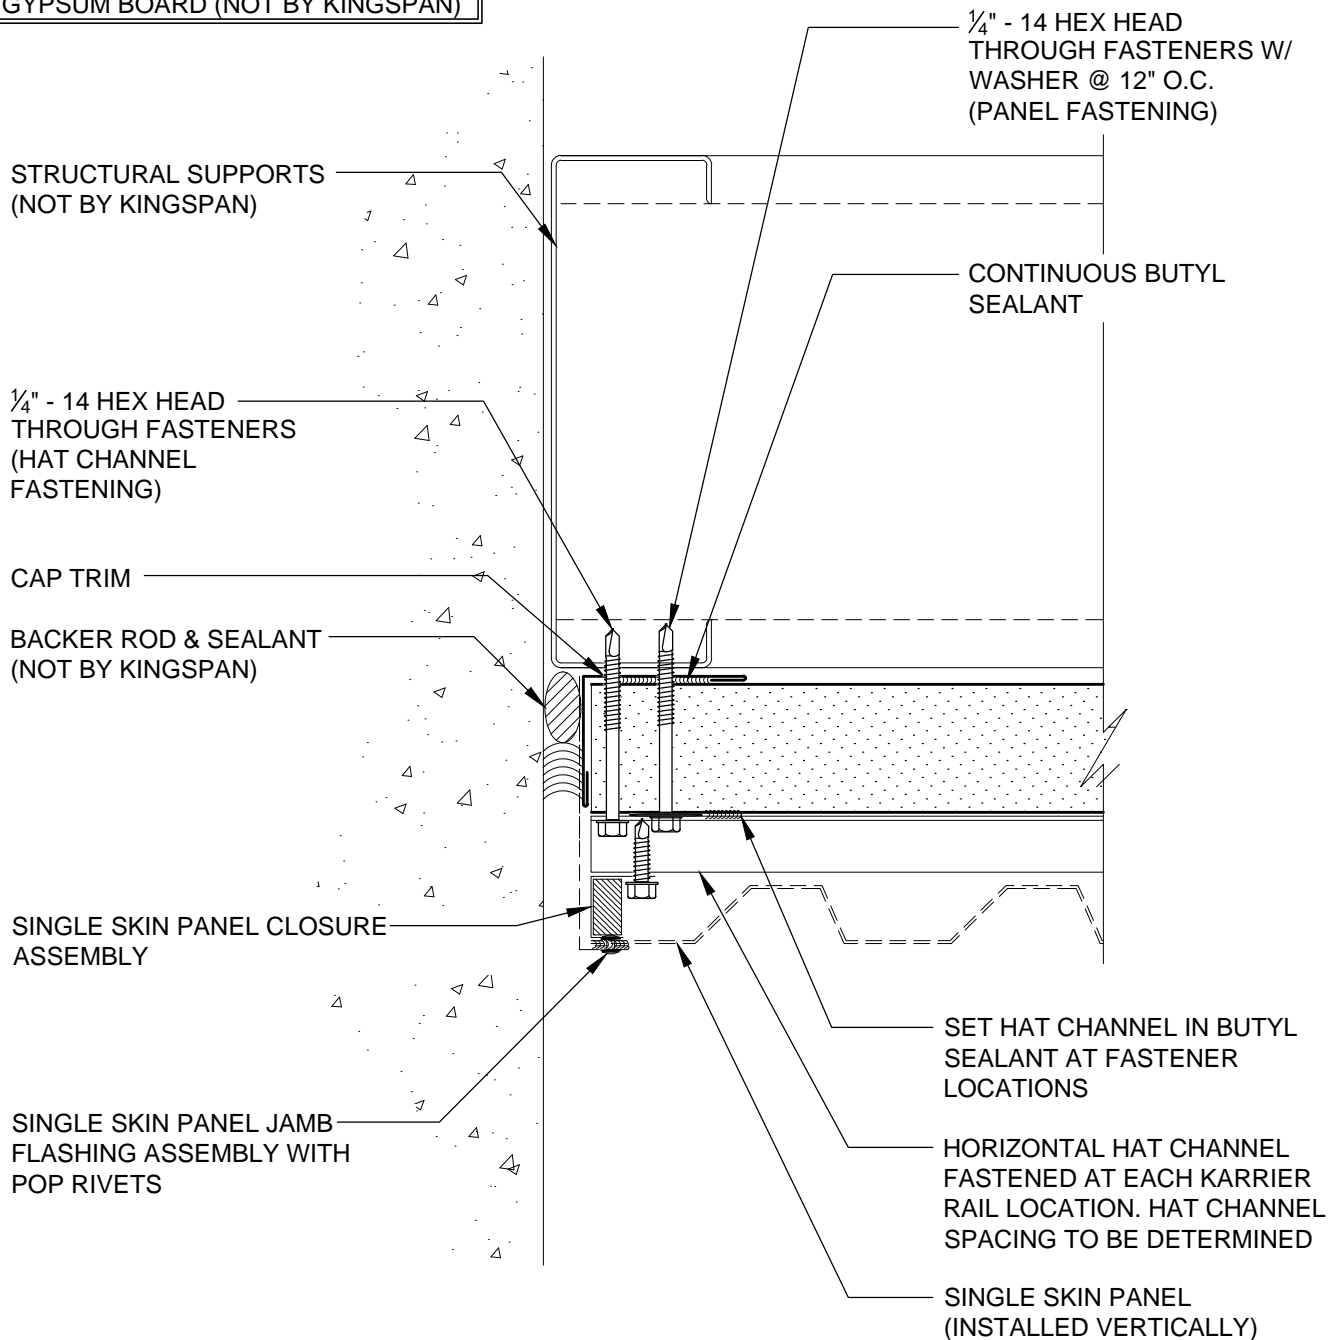 GYPSUM BOARD (NOT BY KINGSPAN)
¼" - 14 HEX HEAD
THROUGH FASTENERS W/
WASHER @ 12" O.C.
(PANEL FASTENING)
STRUCTURAL SUPPORTS
(NOT BY KINGSPAN)
CONTINUOUS BUTYL
SEALANT
¼" - 14 HEX HEAD
THROUGH FASTENERS
(HAT CHANNEL
FASTENING)
CAP TRIM
BACKER ROD & SEALANT
(NOT BY KINGSPAN)
SINGLE SKIN PANEL CLOSURE
ASSEMBLY
SET HAT CHANNEL IN BUTYL
SEALANT AT FASTENER
LOCATIONS
SINGLE SKIN PANEL JAMB
FLASHING ASSEMBLY WITH
POP RIVETS
HORIZONTAL HAT CHANNEL
FASTENED AT EACH KARRIER
RAIL LOCATION. HAT CHANNEL
SPACING TO BE DETERMINED
SINGLE SKIN PANEL
(INSTALLED VERTICALLY)